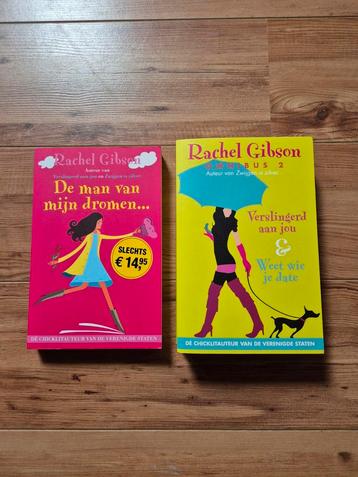 Rachel Gibson
Auteur van
Verslingerd aan jou en Zwijgen is zilver
De man van
mijn dromen...
SLECHTS
€ 14,95
DÉ CHICKLITAUTEUR VAN DE VERENIGDE STATEN
Rachel Gibson
OMNIBUS 2
Auteur van Zwijgen is zilver
Verslingerd
aan jou
&
Weet wie
je date
DÉ CHICKLITAUTEUR VAN DE VERENIGDE STATEN